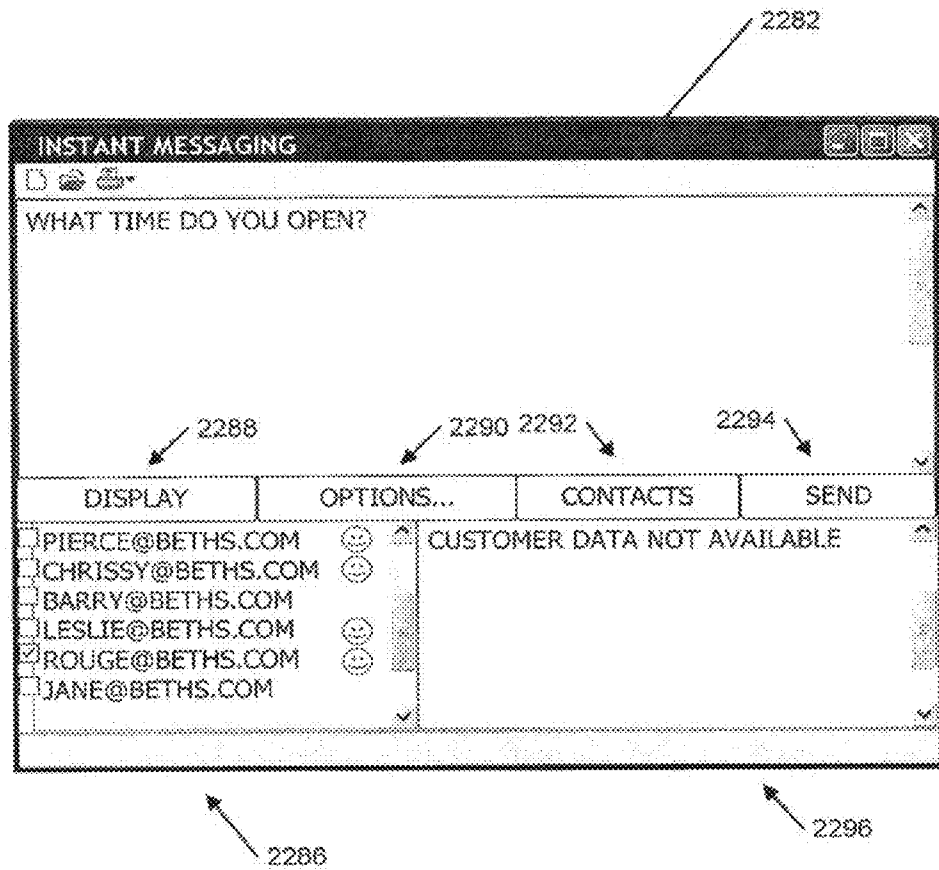 2282
INSTANT MESSAGING
WHAT TIME DO YOU OPEN?
2288 2290 2292 2294
DISPLAY OPTIONS... CONTACTS SEND
PIERCE@BETHS.COM CUSTOMER DATA NOT AVAILABLE
CHRISSY@BETHS.COM
BARRY@BETHS.COM
LESLIE@BETHS.COM
ROUGE@BETHS.COM
JANE@BETHS.COM
2286 2296